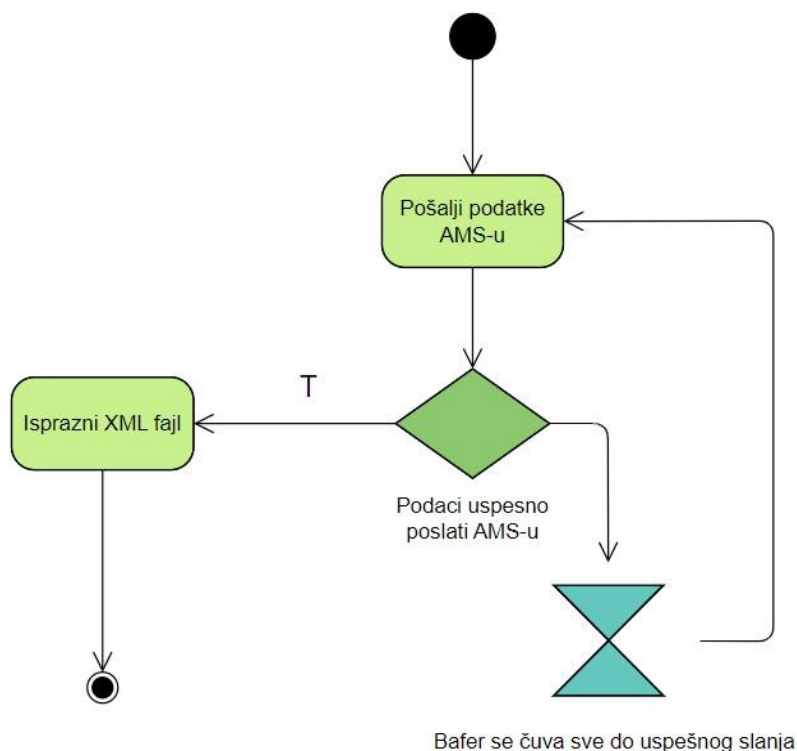 Pošalji podatke
AMS-u
T
Isprazni XML fajl
Podaci uspesno
poslati AMS-u
Bafer se čuva sve do uspešnog slanja